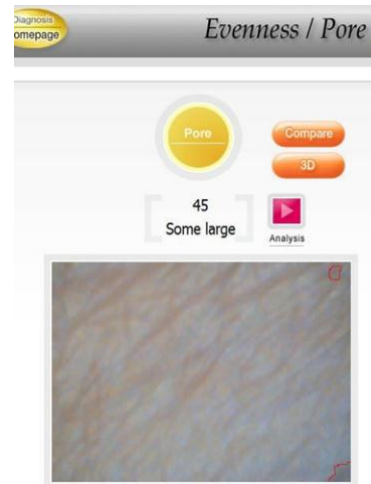 Diagnosis
omepage
Evenness / Pore
Pore
Compare
3D
45
Some large
Analysis